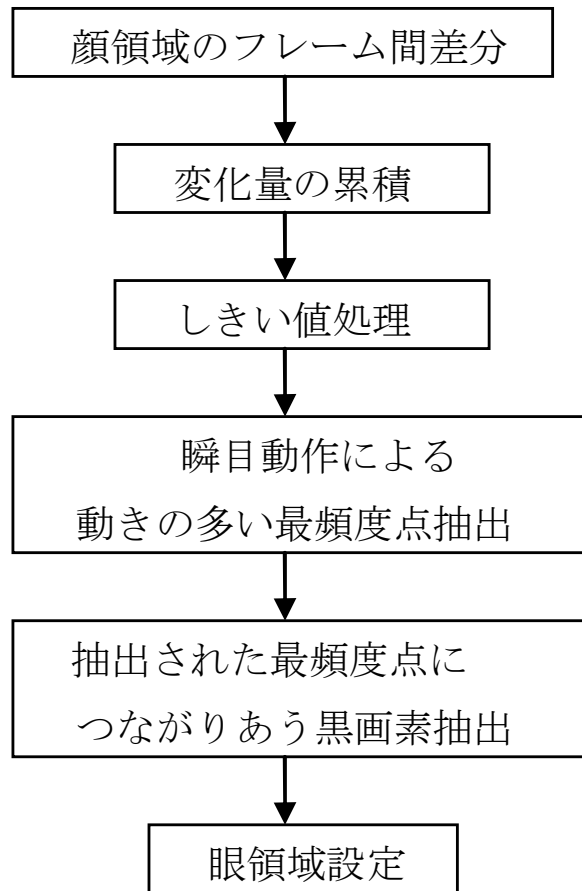 顔領域のフレーム間差分
変化量の累積
しきい値処理
瞬目動作による
動きの多い最頻度点抽出
抽出された最頻度点に
つながりあう黒画素抽出
眼領域設定